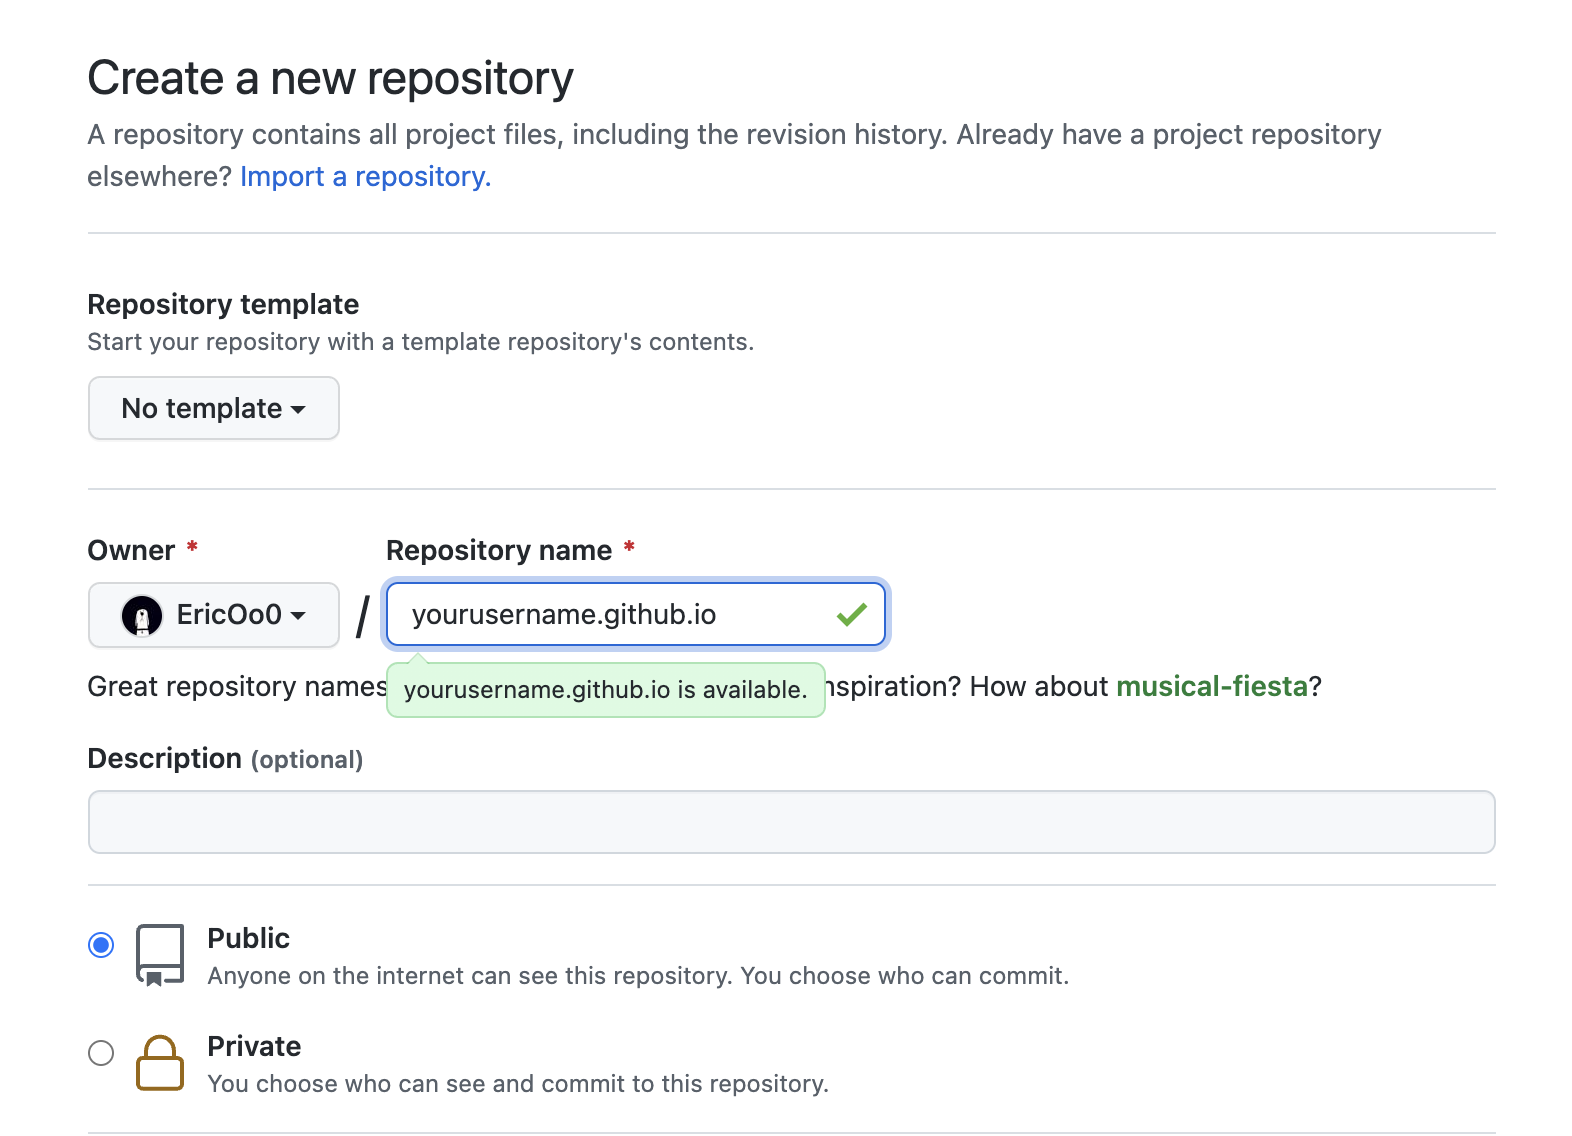 Create a new repository
A repository contains all project files, including the revision history. Already have a project repository
elsewhere? Import a repository.
Repository template
Start your repository with a template repository's contents.
No template
Owner * Repository name *
EricOo0 / yourusername.github.io
Great repository names nspiration? How about musical-fiesta?
yourusername.github.io is available.
Description (optional)
Public
Anyone on the internet can see this repository. You choose who can commit.
Private
You choose who can see and commit to this repository.